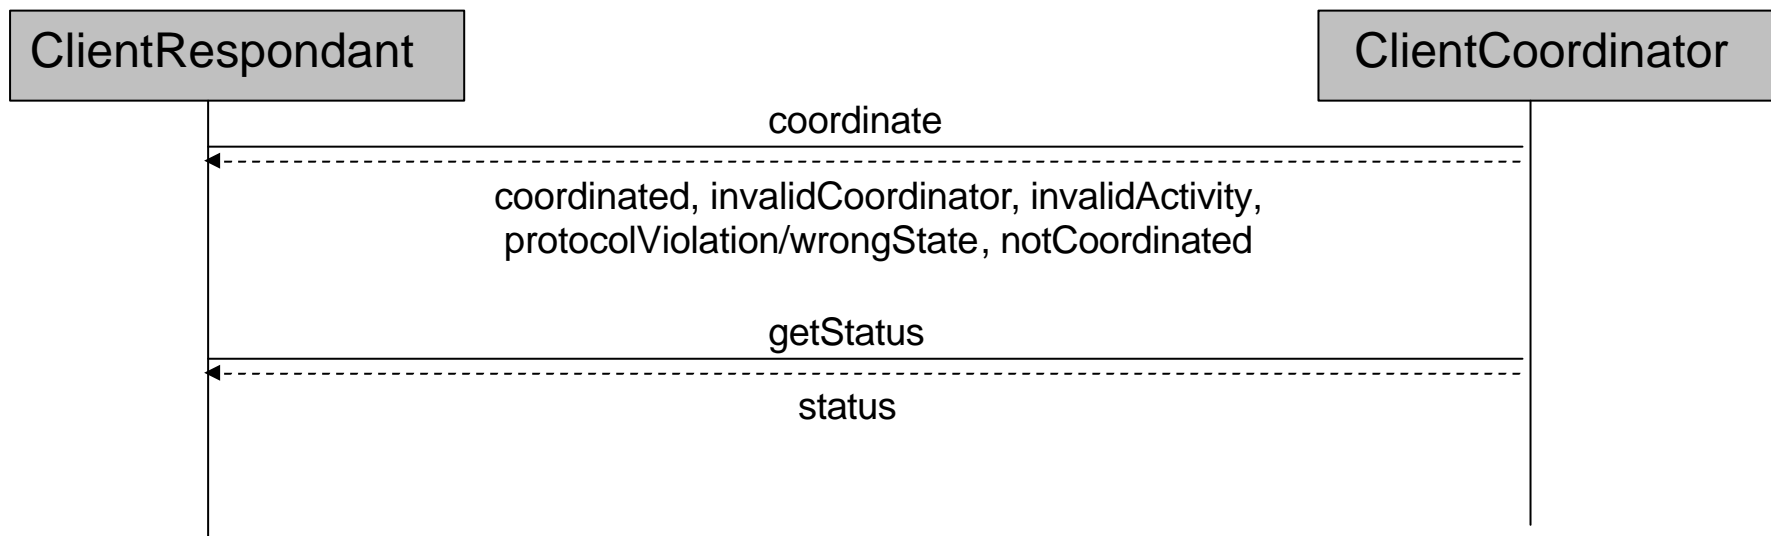 ClientRespondant
ClientCoordinator
coordinate
coordinated, invalidCoordinator, invalidActivity,
protocolViolation/wrongState, notCoordinated
getStatus
status